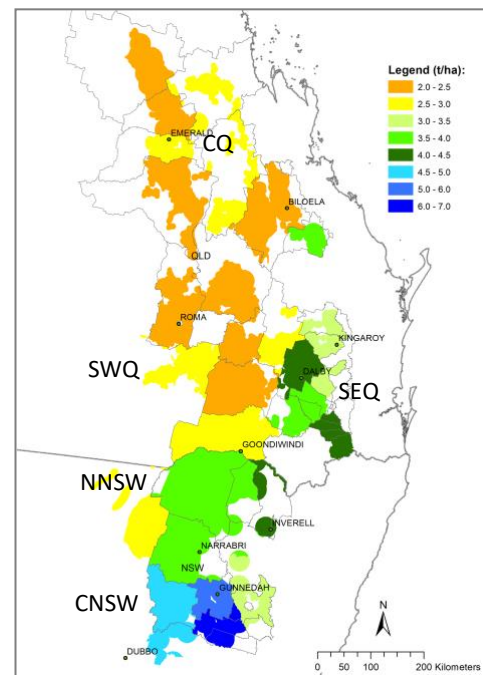 Legend (t/ha):
2.0 - 2.5
2.5 - 3.0
3.0 - 3.5
3.5 - 4.0
4.0 - 4.5
4.5 - 5.0
5.0 - 6.0
6.0 - 7.0
EMERALD
CQ
BILOELA
QLD
ROMA
KINGAROY
SWQ
DALBY
SEQ
GOONDIWINDI
NNSW
INVERELL
NARRABRI
NSW
GUNNEDAH
CNSW
N
DUBBO
0 50 100 200 Kilometers